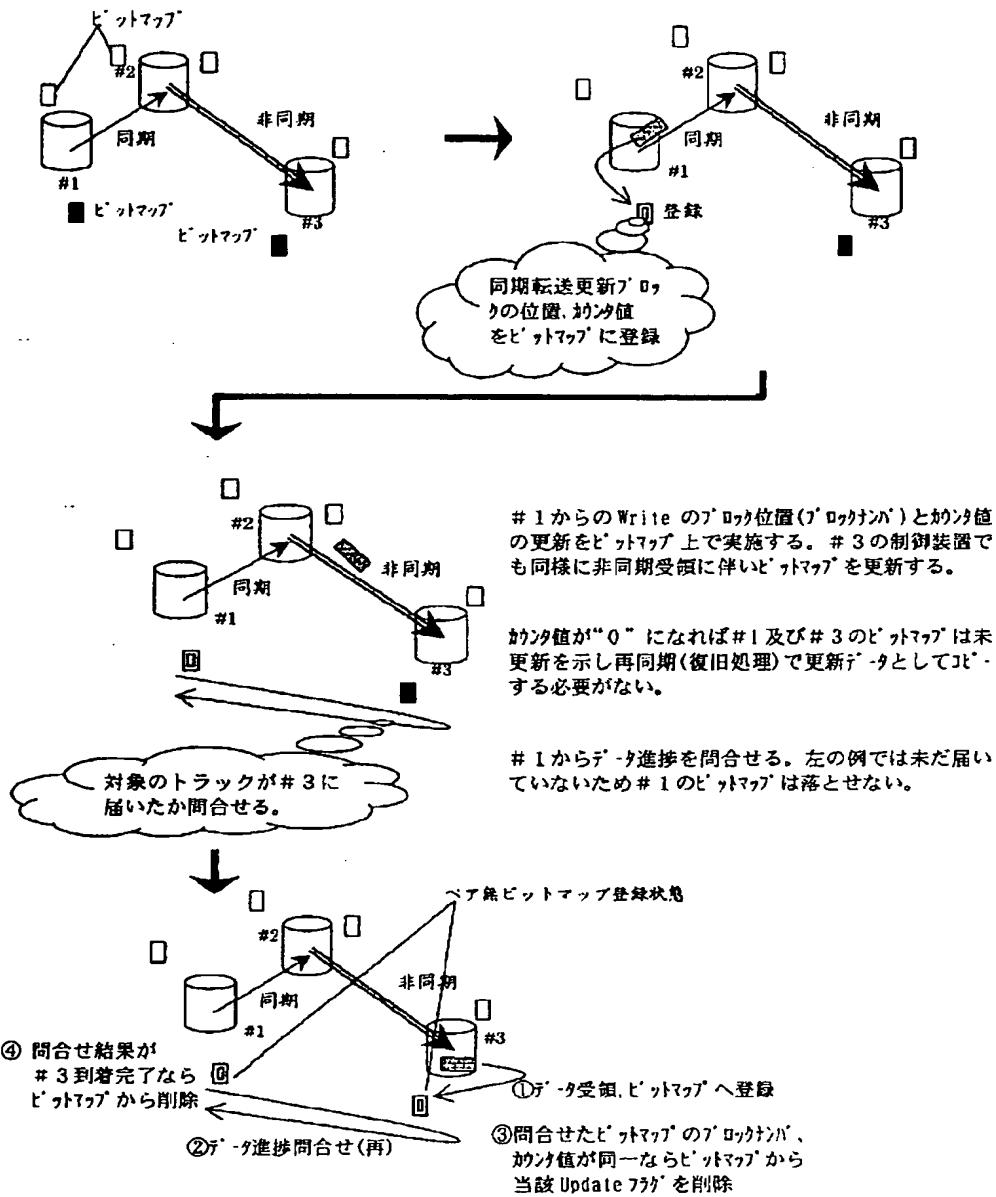 ビットマップ
#2
同期
非同期
#1
ビットマップ
ビットマップ
#3
#2
同期
非同期
#1
登録
#3
同期転送更新ブロッ
クの位置，カウンタ値
をビットマップに登録
#2
同期
非同期
#1
#3
対象のトラックが＃3に
届いたか問合せる。
＃1からのWriteのブロック位置(ブロックナンバ)とカウンタ値
の更新をビットマップ上で実施する。＃3の制御装置で
も同様に非同期受領に伴いビットマップを更新する。
カウンタ値が“0”になれば＃1及び＃3のビットマップは未
更新を示し再同期(復旧処理)で更新データとしてコピー
する必要がない。
＃1からデータ進捗を問合せる。左の例では未だ届い
ていないため＃1のビットマップは落とせない。
ペア無ビットマップ登録状態
#2
同期
非同期
#1
#3
④ 問合せ結果が
＃3到着完了なら
ビットマップから削除
①データ受領，ビットマップへ登録
②データ進捗問合せ(再)
③問合せたビットマップのブロックナンバ、
カウンタ値が同一ならビットマップから
当該Updateフラグを削除